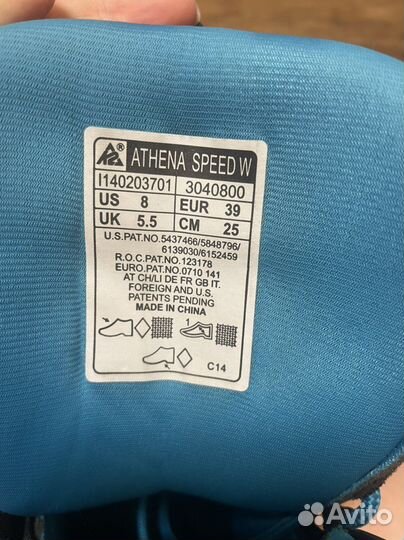 ® ATHENA SPEED W
I140203701 3040800
US 8 EUR 39
UK 5.5 CM 25
U.S.PAT.NO.5437466/5848796/
6139030/6152459
R.O.C.PAT.NO.123178
EURO.PAT.NO.0710 141
AT CH/LI DE FR GB IT.
FOREIGN AND U.S.
PATENTS PENDING
MADE IN CHINA
1
C14
Avito